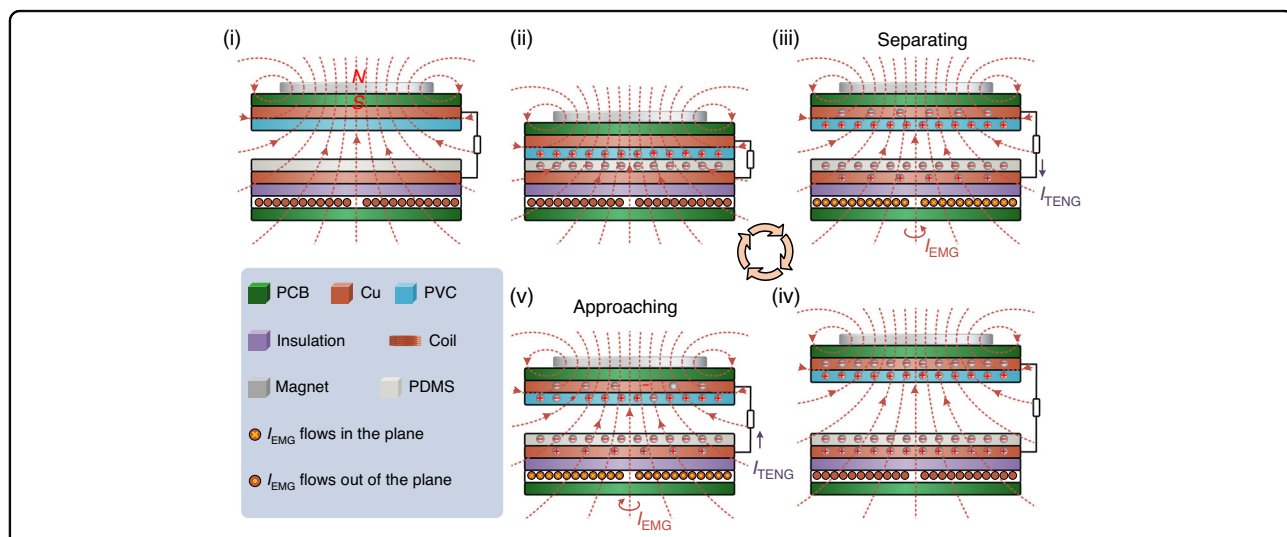 (i)
N
S
(ii)
(iii)
Separating
I_TENG
I_EMG
PCB
Cu
PVC
Insulation
Coil
Magnet
PDMS
I_EMG flows in the plane
I_EMG flows out of the plane
(v)
Approaching
I_TENG
I_EMG
(iv)